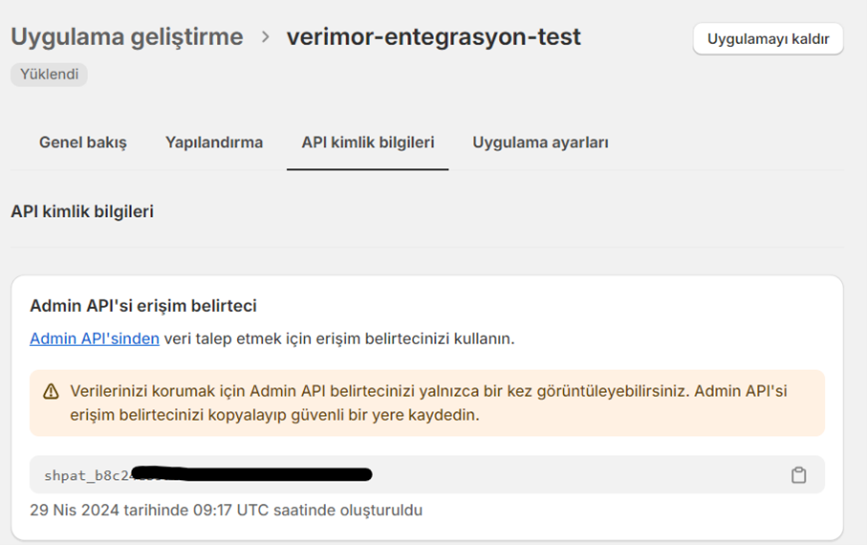 Uygulama geliştirme > verimor-entegrasyon-test
Uygulamayı kaldır
Yüklendi
Genel bakış
Yapılandırma
API kimlik bilgileri
Uygulama ayarları
API kimlik bilgileri
Admin API'si erişim belirteci
Admin API'sinden veri talep etmek için erişim belirtecinizi kullanın.
Verilerinizi korumak için Admin API belirtecinizi yalnızca bir kez görüntüleyebilirsiniz. Admin API'si
erişim belirtecinizi kopyalayıp güvenli bir yere kaydedin.
shpat_b8c2
29 Nis 2024 tarihinde 09:17 UTC saatinde oluşturuldu